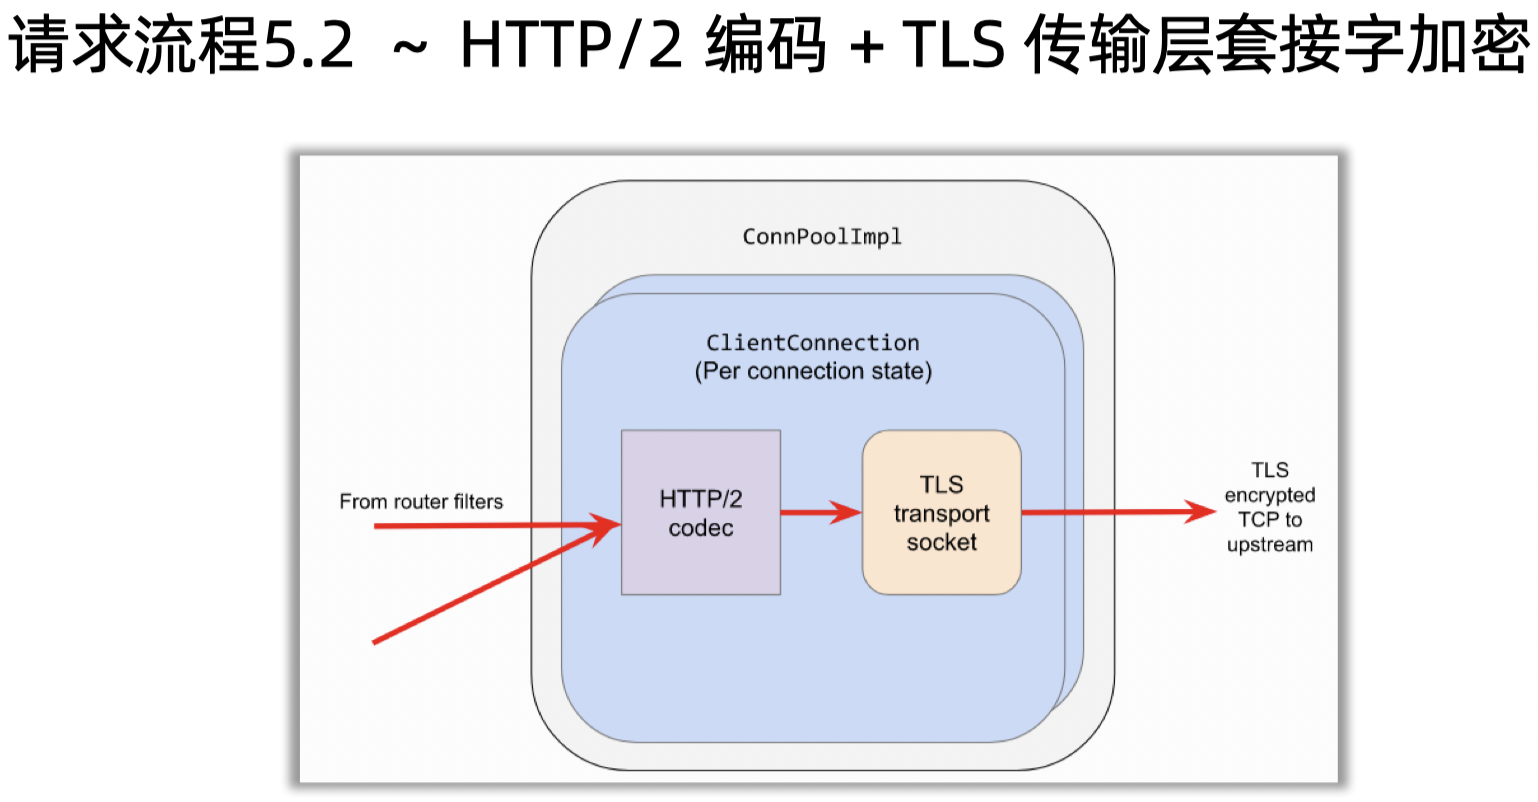 请求流程5.2 ~ HTTP/2 编码 + TLS 传输层套接字加密
ConnPoolImpl
ClientConnection
(Per connection state)
From router filters
HTTP/2
codec
TLS
transport
socket
TLS
encrypted
TCP to
upstream